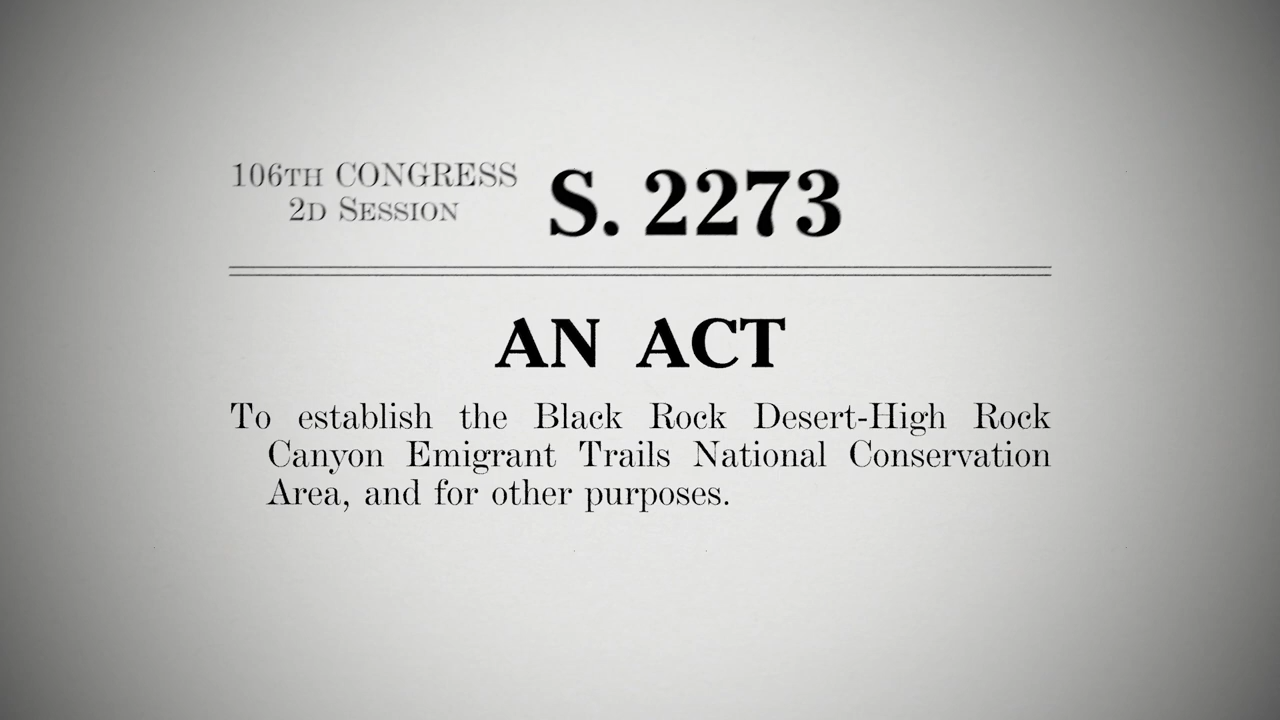 106TH CONGRESS
2D SESSION
S. 2273
AN ACT
To establish the Black Rock Desert-High Rock
Canyon Emigrant Trails National Conservation
Area, and for other purposes.